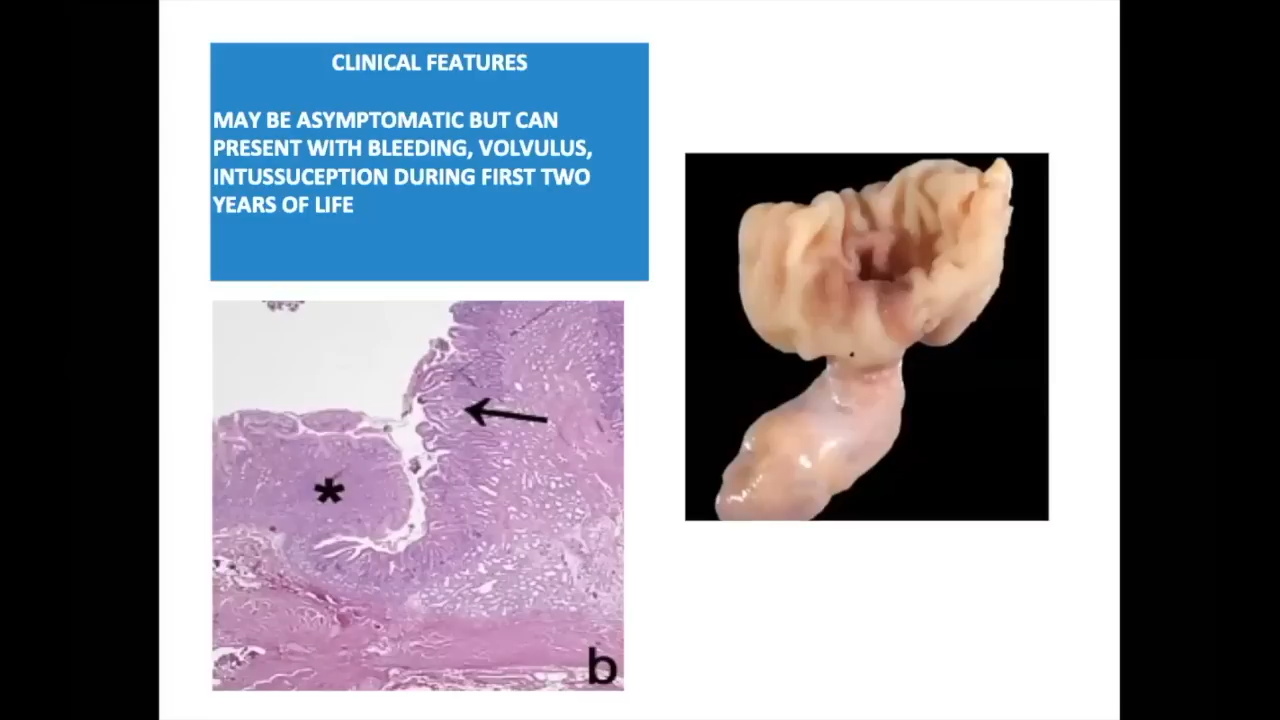 CLINICAL FEATURES
MAY BE ASYMPTOMATIC BUT CAN
PRESENT WITH BLEEDING, VOLVULUS,
INTUSSUCEPTION DURING FIRST TWO
YEARS OF LIFE
*
b